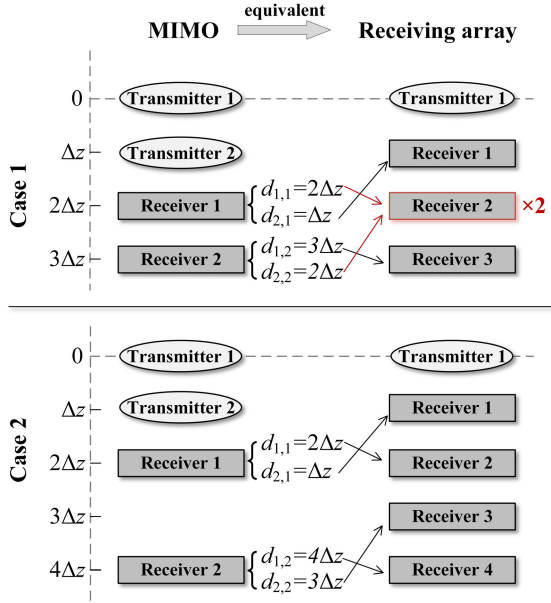 MIMO equivalent Receiving array
Case 1
0 Transmitter 1 Transmitter 1
Δz Transmitter 2 Receiver 1
2Δz Receiver 1 { d₁,₁=2Δz Receiver 2 ×2
d₂,₁=Δz
3Δz Receiver 2 { d₁,₂=3Δz Receiver 3
d₂,₂=2Δz
Case 2
0 Transmitter 1 Transmitter 1
Δz Transmitter 2 Receiver 1
2Δz Receiver 1 { d₁,₁=2Δz Receiver 2
d₂,₁=Δz
3Δz Receiver 3
4Δz Receiver 2 { d₁,₂=4Δz Receiver 4
d₂,₂=3Δz